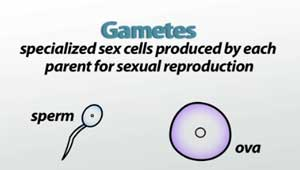 Gametes
specialized sex cells produced by each
parent for sexual reproduction
sperm
ova